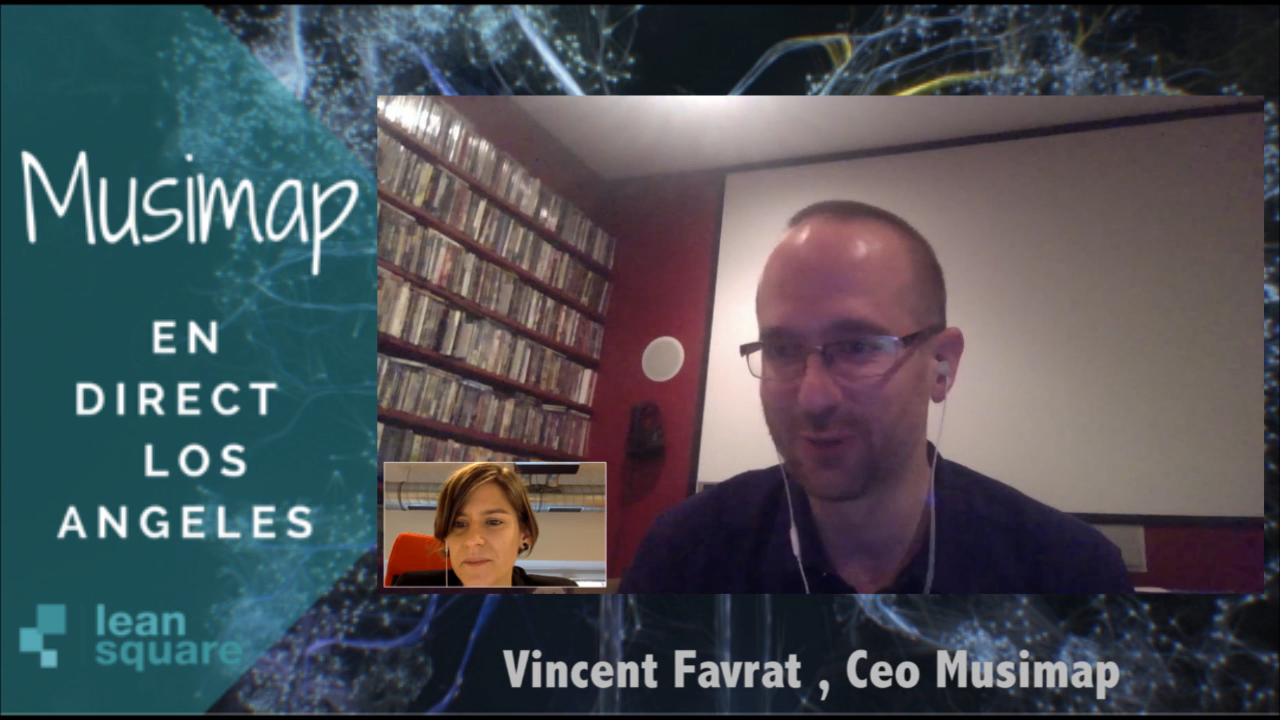 Musimap
EN
DIRECT
LOS
ANGELES
lean
square
Vincent Favrat , Ceo Musimap